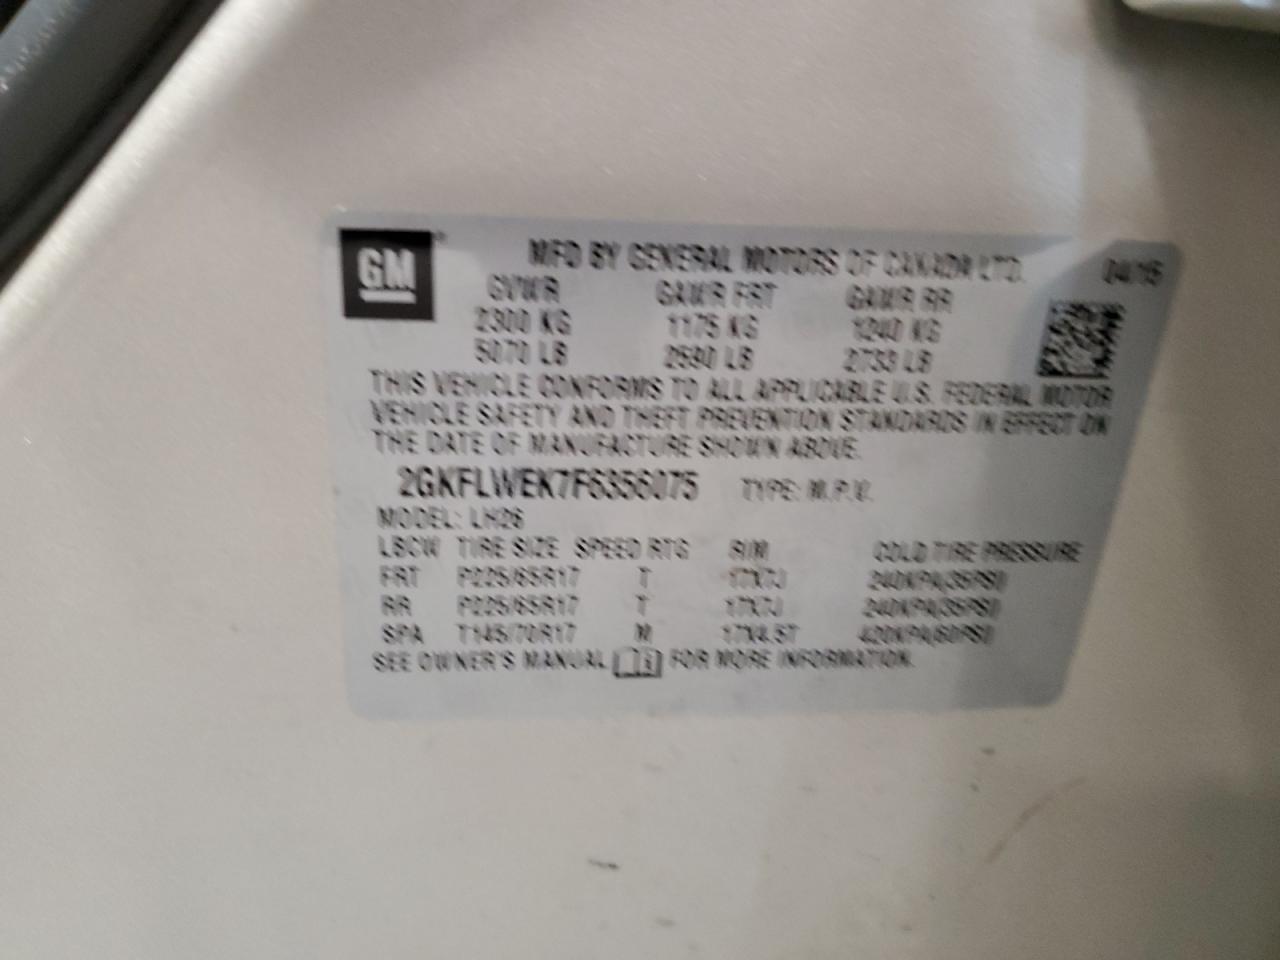 GM
MFD BY GENERAL MOTORS OF CANADA LTD. 04/15
GVWR GAWR FRT GAWR RR
2300 KG 1175 KG 1240 KG
5070 LB 2590 LB 2733 LB
THIS VEHICLE CONFORMS TO ALL APPLICABLE U.S. FEDERAL MOTOR
VEHICLE SAFETY AND THEFT PREVENTION STANDARDS IN EFFECT ON
THE DATE OF MANUFACTURE SHOWN ABOVE.
2GKFLWEK7F6356075 TYPE: M.P.V.
MODEL: LH26
LBCW TIRE SIZE SPEED RTG RIM COLD TIRE PRESSURE
FRT P225/65R17 T 17X7J 240KPA(35PSI)
RR P225/65R17 T 17X7J 240KPA(35PSI)
SPA T145/70R17 M 17X4.5T 420KPA(60PSI)
SEE OWNER'S MANUAL FOR MORE INFORMATION.